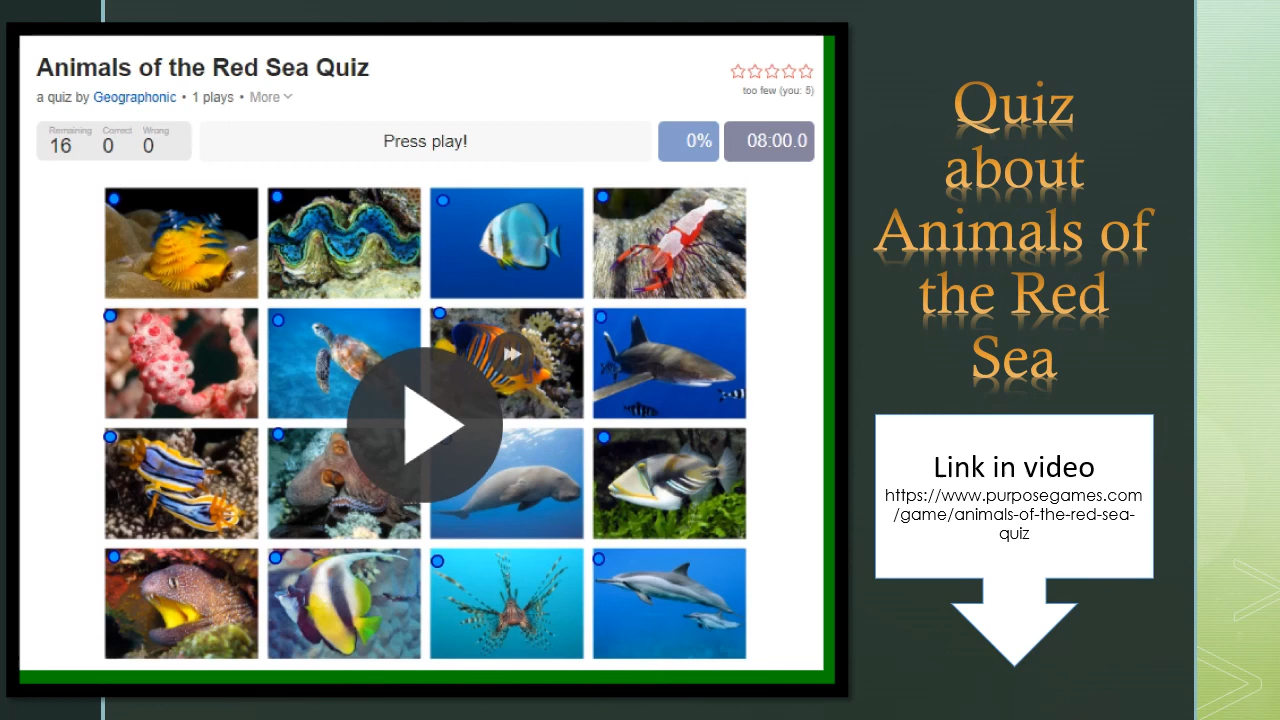 Animals of the Red Sea Quiz
a quiz by Geographonic • 1 plays • More
too few (you: 5)
Remaining Correct Wrong
16 0 0
Press play!
0%
08:00.0
Quiz
about
Animals of
the Red
Sea
Link in video
https://www.purposegames.com
/game/animals-of-the-red-sea-
quiz